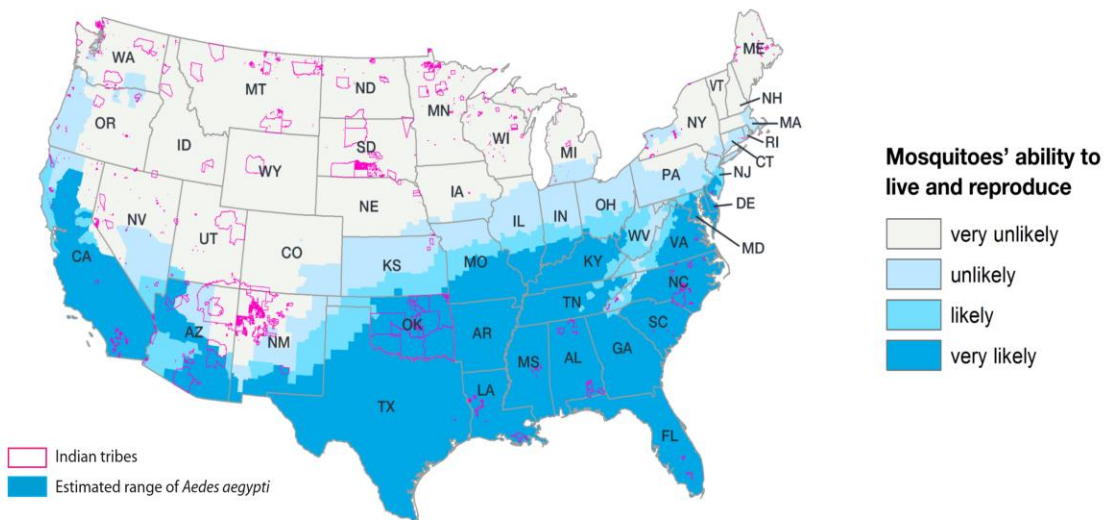 WA
MT
ND
MN
ME
VT
NH
MA
RI
CT
NY
NJ
PA
DE
MD
OR
ID
WY
SD
WI
MI
IA
NE
NV
UT
CO
IL
IN
OH
WV
VA
KS
MO
KY
CA
AZ
NM
OK
AR
TN
NC
SC
MS
AL
GA
TX
LA
FL
Indian tribes
Estimated range of Aedes aegypti
Mosquitoes’ ability to
live and reproduce
very unlikely
unlikely
likely
very likely